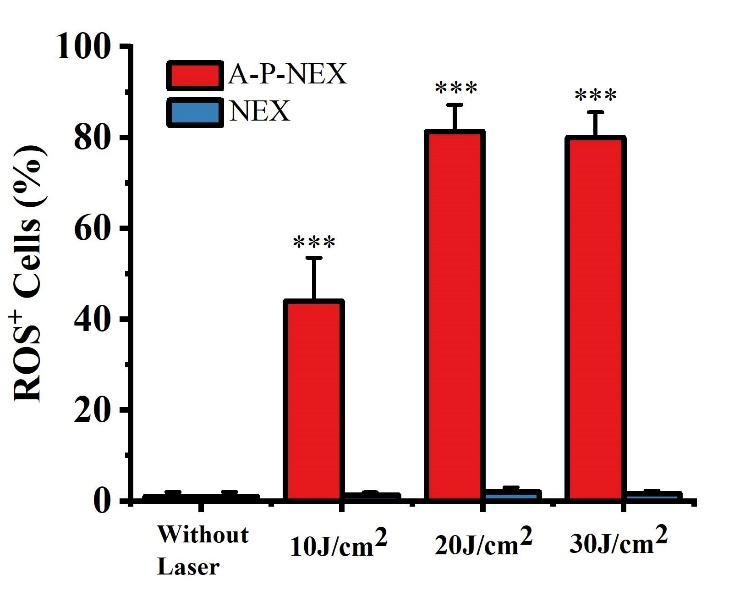 100
80
60
40
20
0
ROS⁺ Cells (%)
A-P-NEX
NEX
***
***
***
Without
Laser
10J/cm²
20J/cm²
30J/cm²